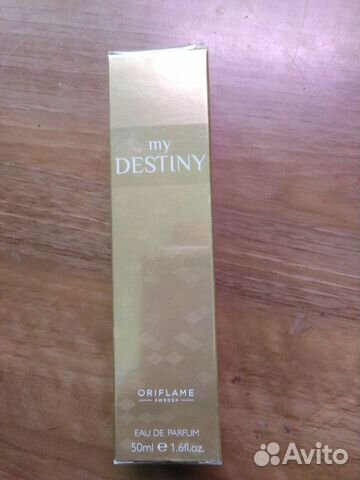 my
DESTINY
ORIFLAME
SWEDEN
EAU DE PARFUM
50ml ℮ 1.6fl.oz.
Avito